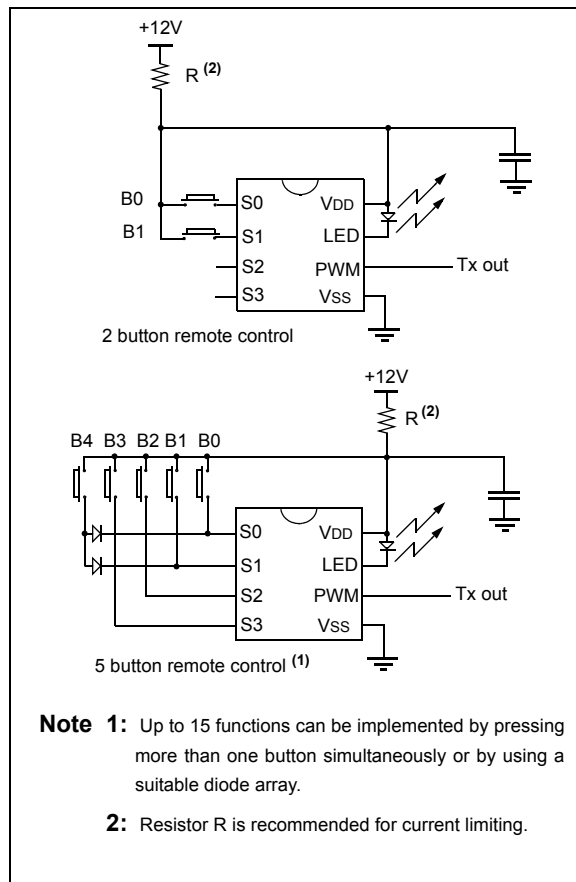 +12V
R (2)
B0
B1
S0
S1
S2
S3
VDD
LED
PWM
VSS
Tx out
2 button remote control
+12V
R (2)
B4 B3 B2 B1 B0
S0
S1
S2
S3
VDD
LED
PWM
VSS
Tx out
5 button remote control (1)
Note 1: Up to 15 functions can be implemented by pressing
more than one button simultaneously or by using a
suitable diode array.
2: Resistor R is recommended for current limiting.